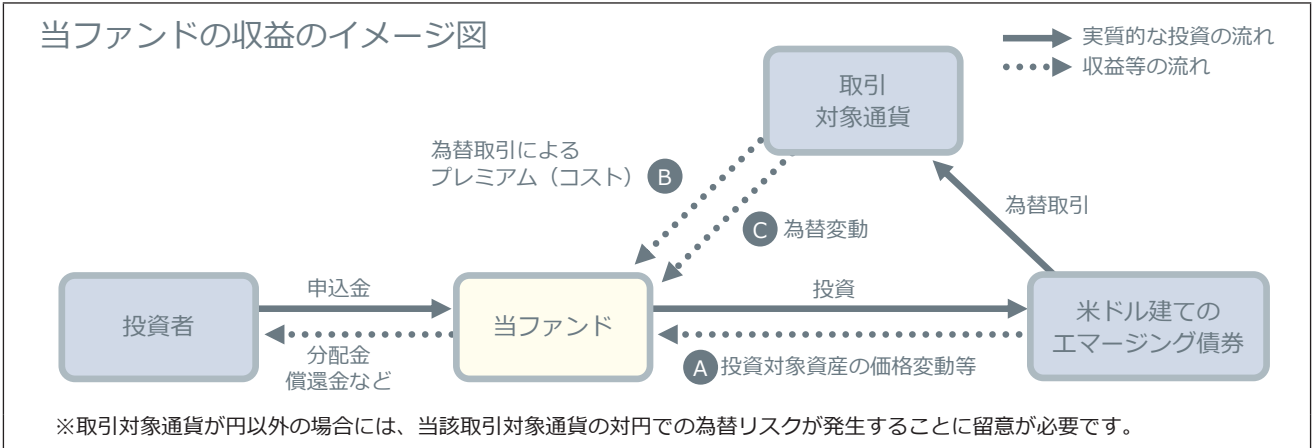 当ファンドの収益のイメージ図
実質的な投資の流れ
収益等の流れ
取引
対象通貨
為替取引による
プレミアム（コスト） B
C 為替変動
為替取引
投資者
申込金
分配金
償還金など
当ファンド
投資
A 投資対象資産の価格変動等
米ドル建ての
エマージング債券
※取引対象通貨が円以外の場合には、当該取引対象通貨の対円での為替リスクが発生することに留意が必要です。